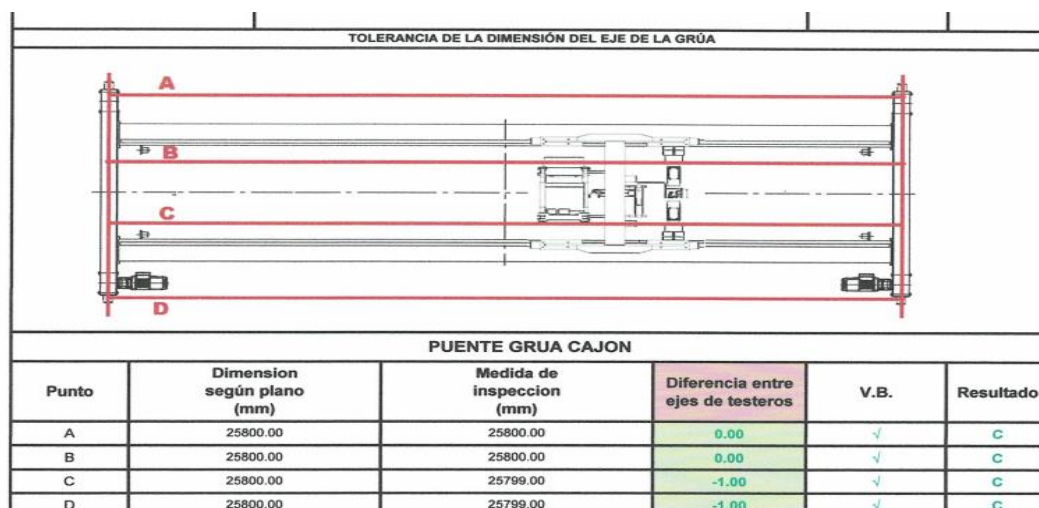 TOLERANCIA DE LA DIMENSIÓN DEL EJE DE LA GRÚA
A
B
C
D
PUENTE GRUA CAJON
Punto Dimension según plano (mm) Medida de inspeccion (mm) Diferencia entre ejes de testeros V.B. Resultado
A 25800.00 25800.00 0.00 √ C
B 25800.00 25800.00 0.00 √ C
C 25800.00 25799.00 -1.00 √ C
D 25800.00 25799.00 -1.00 √ C